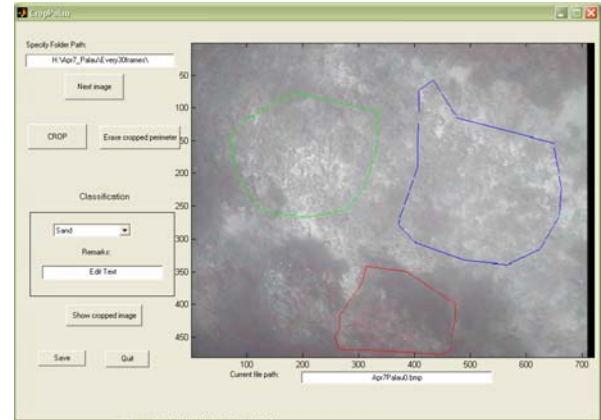 CropPalau
Specify Folder Path:
H:\Apr7_Palau\Every30frames\
Next image
CROP
Erase cropped perimeter
Classification
Sand
Remarks:
Edit Text
Show cropped image
Save
Quit
50
100
150
200
250
300
350
400
450
100 200 300 400 500 600 700
Current file path:
Apr7Palau0.bmp